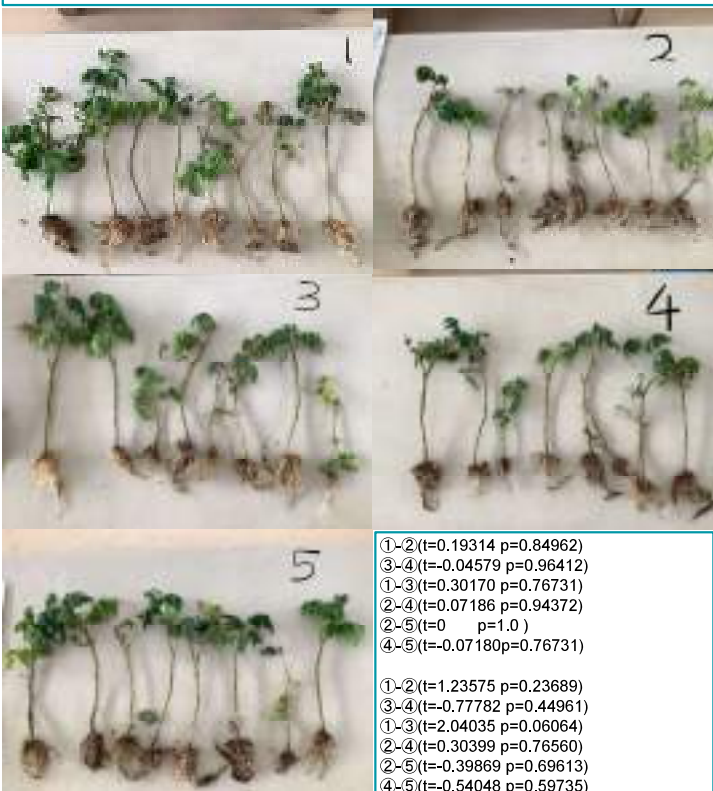 1
2
3
4
5
①-②(t=0.19314 p=0.84962)
③-④(t=-0.04579 p=0.96412)
①-③(t=0.30170 p=0.76731)
②-④(t=0.07186 p=0.94372)
②-⑤(t=0 p=1.0 )
④-⑤(t=-0.07180p=0.76731)
①-②(t=1.23575 p=0.23689)
③-④(t=-0.77782 p=0.44961)
①-③(t=2.04035 p=0.06064)
②-④(t=0.30399 p=0.76560)
②-⑤(t=-0.39869 p=0.69613)
④-⑤(t=-0.54048 p=0.59735)